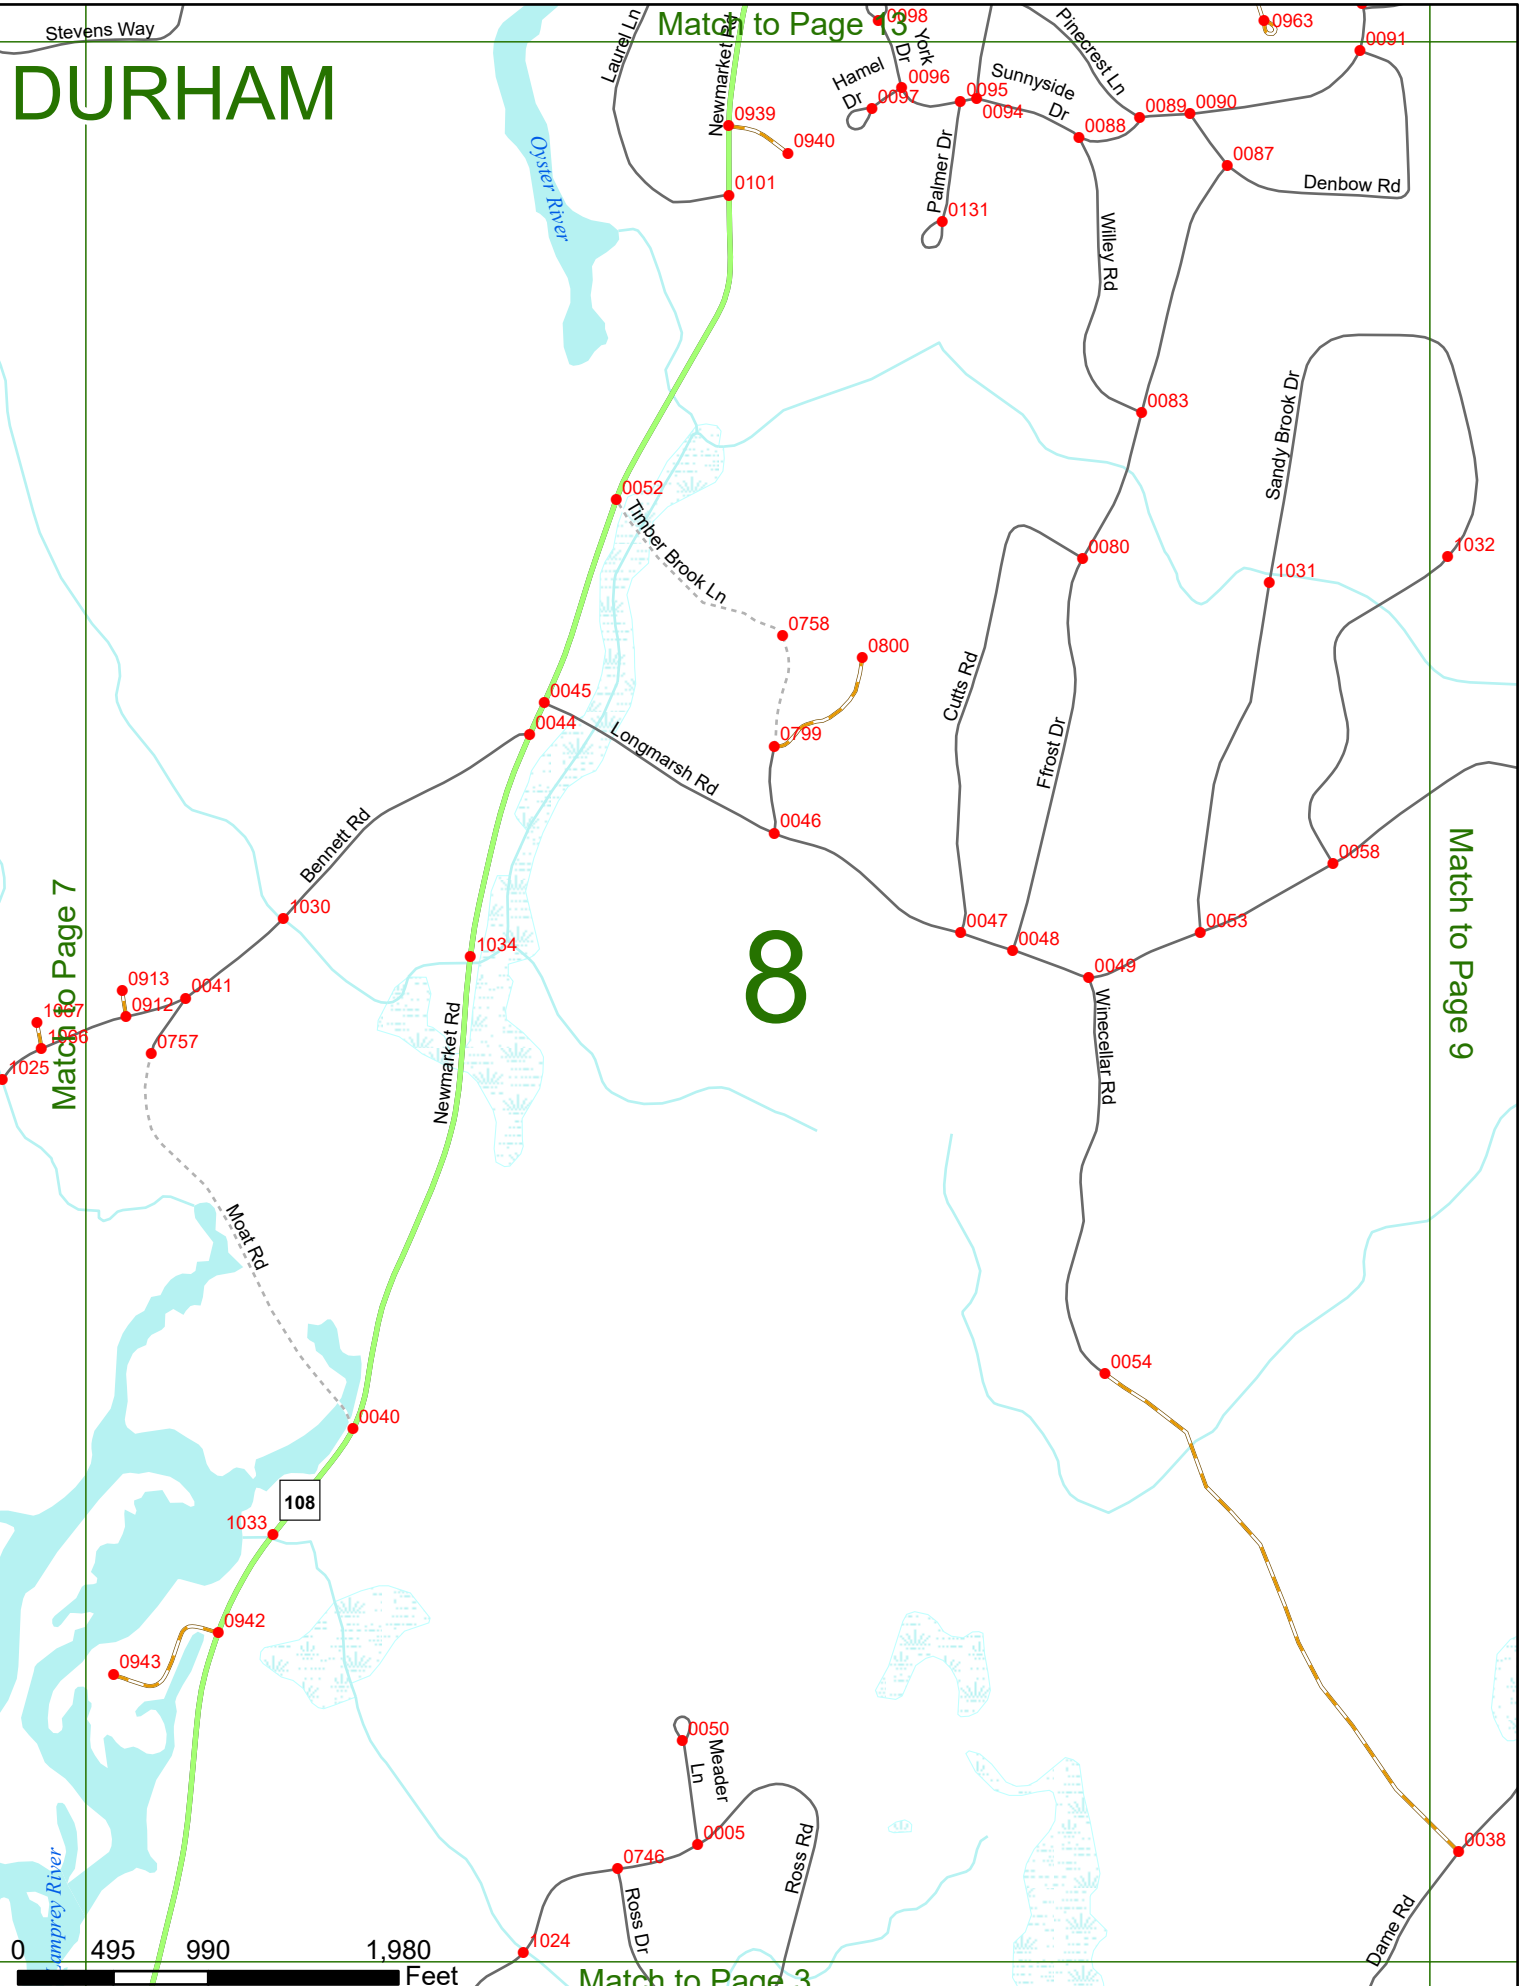 Match to Page 13
Stevens Way
DURHAM
Laurel Ln
Newmarket Rd
0098
York Dr
Hamel Dr
0096
0097
Sunnyside Dr
0095
0094
Pinecrest Ln
0963
0091
0939
0940
0088
0089
0090
0087
Denbow Rd
Oyster River
0101
Palmer Dr
0131
Willey Rd
0083
Sandy Brook Dr
0052
Timber Brook Ln
0080
1031
1032
0758
0800
0045
0044
0799
Longmarsh Rd
Cutts Rd
Ffrost Dr
Bennett Rd
0046
0058
1030
0047
0048
0053
0049
Match to Page 7
Match to Page 9
8
1034
0913
0912
0041
1067
1066
0757
1025
Newmarket Rd
Winecellar Rd
Moat Rd
0054
0040
108
1033
0942
0943
0050
Meader Ln
0005
0746
Ross Rd
Ross Dr
1024
0038
Dame Rd
Lamprey River
0 495 990 1,980
Feet
Match to Page 3